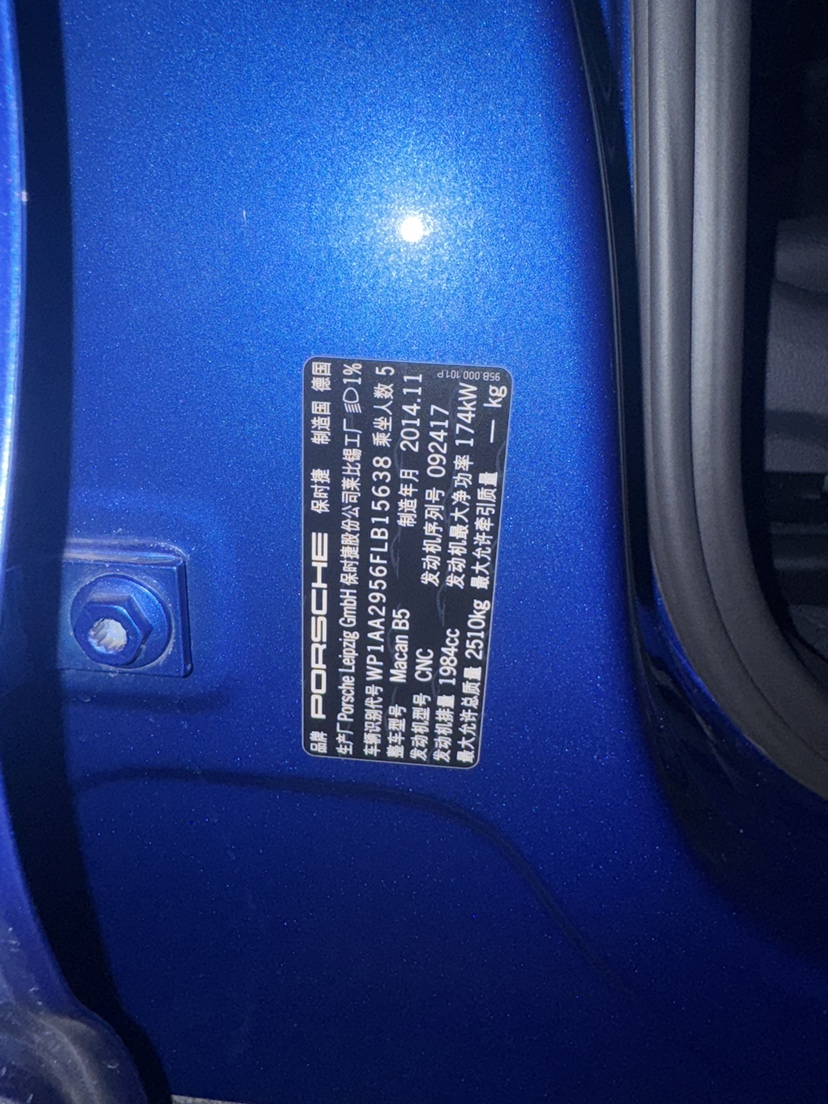 品牌 PORSCHE 保时捷 制造国 德国
生产厂 Porsche Leipzig GmbH 保时捷股份公司莱比锡工厂 1%
车辆识别代号 WP1AA2956FLB15638 乘坐人数 5
整车型号 Macan B5 制造年月 2014.11
发动机型号 CNC 发动机序列号 092417
发动机排量 1984cc 发动机最大净功率 174kW
最大允许总质量 2510kg 最大允许牵引质量 — kg
95B.000.101.P